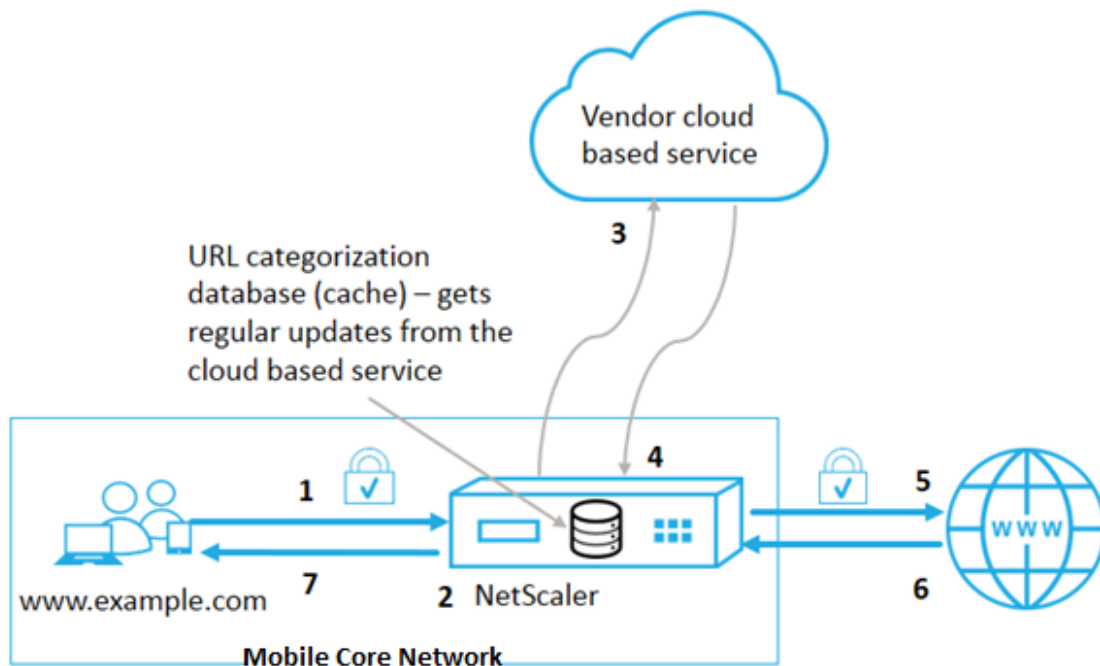 Vendor cloud
based service
3
URL categorization
database (cache) – gets
regular updates from the
cloud based service
4
1
5
www
7
2 NetScaler
6
www.example.com
Mobile Core Network